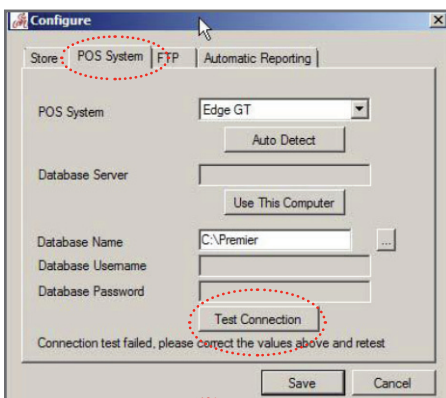 Configure
Store POS System FTP Automatic Reporting
POS System Edge GT
Auto Detect
Database Server
Use This Computer
Database Name C:\Premier ...
Database Username
Database Password
Test Connection
Connection test failed, please correct the values above and retest
Save Cancel